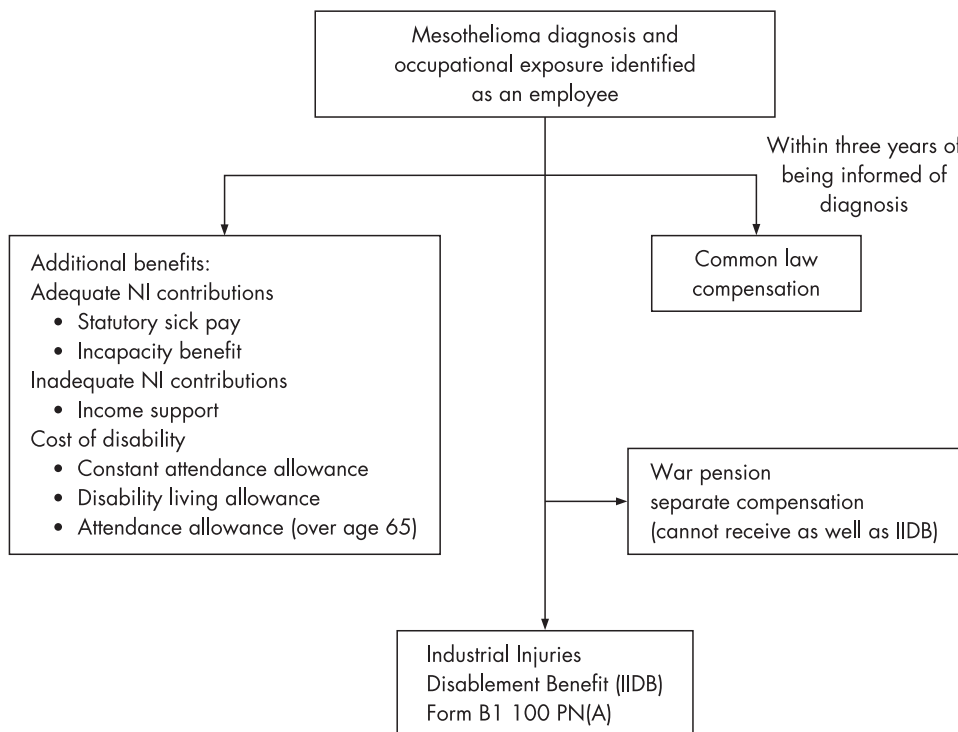 Mesothelioma diagnosis and
occupational exposure identified
as an employee
Within three years of
being informed of
diagnosis
Additional benefits:
Adequate NI contributions
• Statutory sick pay
• Incapacity benefit
Inadequate NI contributions
• Income support
Cost of disability
• Constant attendance allowance
• Disability living allowance
• Attendance allowance (over age 65)
Common law
compensation
War pension
separate compensation
(cannot receive as well as IIDB)
Industrial Injuries
Disablement Benefit (IIDB)
Form B1 100 PN(A)